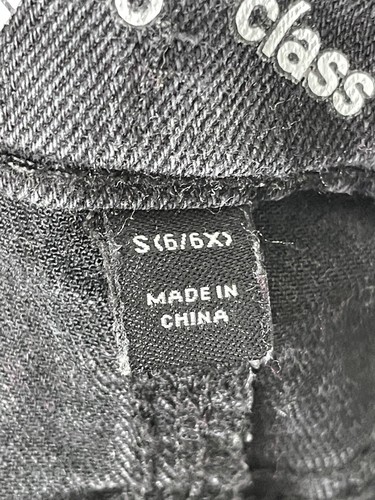 class
S(6/6X)
MADE IN
CHINA